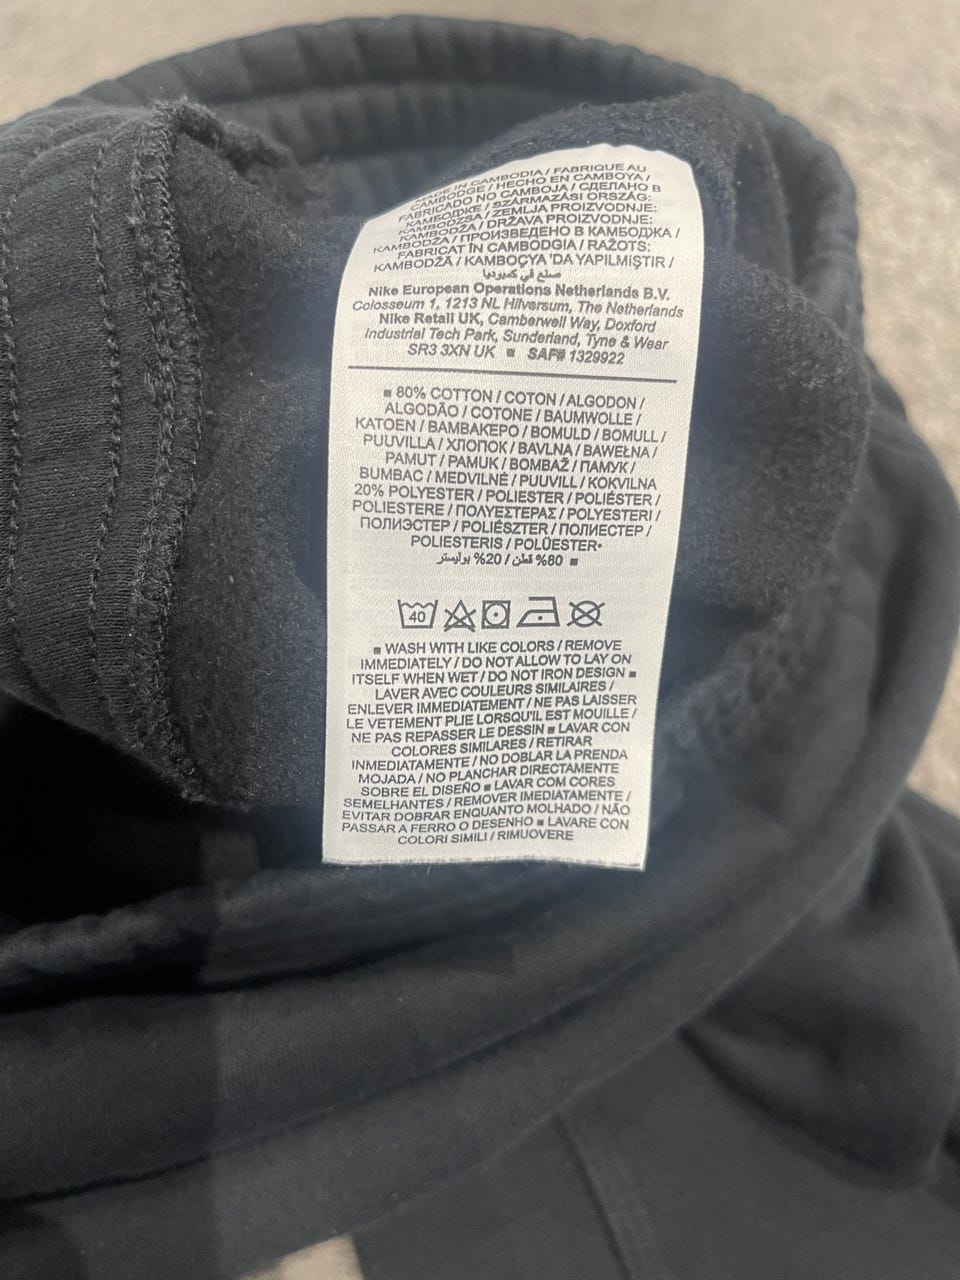 MADE IN CAMBODIA / FABRIQUE AU
CAMBODGE / HECHO EN CAMBOYA /
FABRICADO NO CAMBOJA / СДЕЛАНО В
КАМБОДЖЕ / SZÁRMAZÁSI ORSZÁG:
KAMBODZSA / ZEMLJA PROIZVODNJE:
KAMBODŽA / DRŽAVA PROIZVODNJE:
KAMBODŽA / ПРОИЗВЕДЕНО В КАМБОДЖА /
FABRICAT ÎN CAMBODGIA / RAŽOTS:
KAMBODŽĀ / KAMBOÇYA 'DA YAPILMIŞTIR /
صنع في كمبوديا
Nike European Operations Netherlands B.V.
Colosseum 1, 1213 NL Hilversum, The Netherlands
Nike Retail UK, Camberwell Way, Doxford
Industrial Tech Park, Sunderland, Tyne & Wear
SR3 3XN UK ■ SAF# 1329922
■ 80% COTTON / COTON / ALGODON /
ALGODÃO / COTONE / BAUMWOLLE /
KATOEN / ΒΑΜΒΑΚΕΡΟ / BOMULD / BOMULL /
PUUVILLA / ХЛОПОК / BAVLNA / BAWEŁNA /
PAMUT / PAMUK / BOMBAŽ / ПАМУК /
BUMBAC / MEDVILNĖ / PUUVILL / KOKVILNA
20% POLYESTER / POLIESTER / POLIÉSTER /
POLIESTERE / ΠΟΛΥΕΣΤΕΡΑΣ / POLYESTERI /
ПОЛИЭСТЕР / POLIÉSZTER / ПОЛИЕСТЕР /
POLIESTERIS / POLÜESTER•
■ 80% قطن / 20% بوليستر
40
■ WASH WITH LIKE COLORS / REMOVE
IMMEDIATELY / DO NOT ALLOW TO LAY ON
ITSELF WHEN WET / DO NOT IRON DESIGN ■
LAVER AVEC COULEURS SIMILAIRES /
ENLEVER IMMEDIATEMENT / NE PAS LAISSER
LE VETEMENT PLIE LORSQU'IL EST MOUILLE /
NE PAS REPASSER LE DESSIN ■ LAVAR CON
COLORES SIMILARES / RETIRAR
INMEDIATAMENTE / NO DOBLAR LA PRENDA
MOJADA / NO PLANCHAR DIRECTAMENTE
SOBRE EL DISEÑO ■ LAVAR COM CORES
SEMELHANTES / REMOVER IMEDIATAMENTE /
EVITAR DOBRAR ENQUANTO MOLHADO / NÃO
PASSAR A FERRO O DESENHO ■ LAVARE CON
COLORI SIMILI / RIMUOVERE